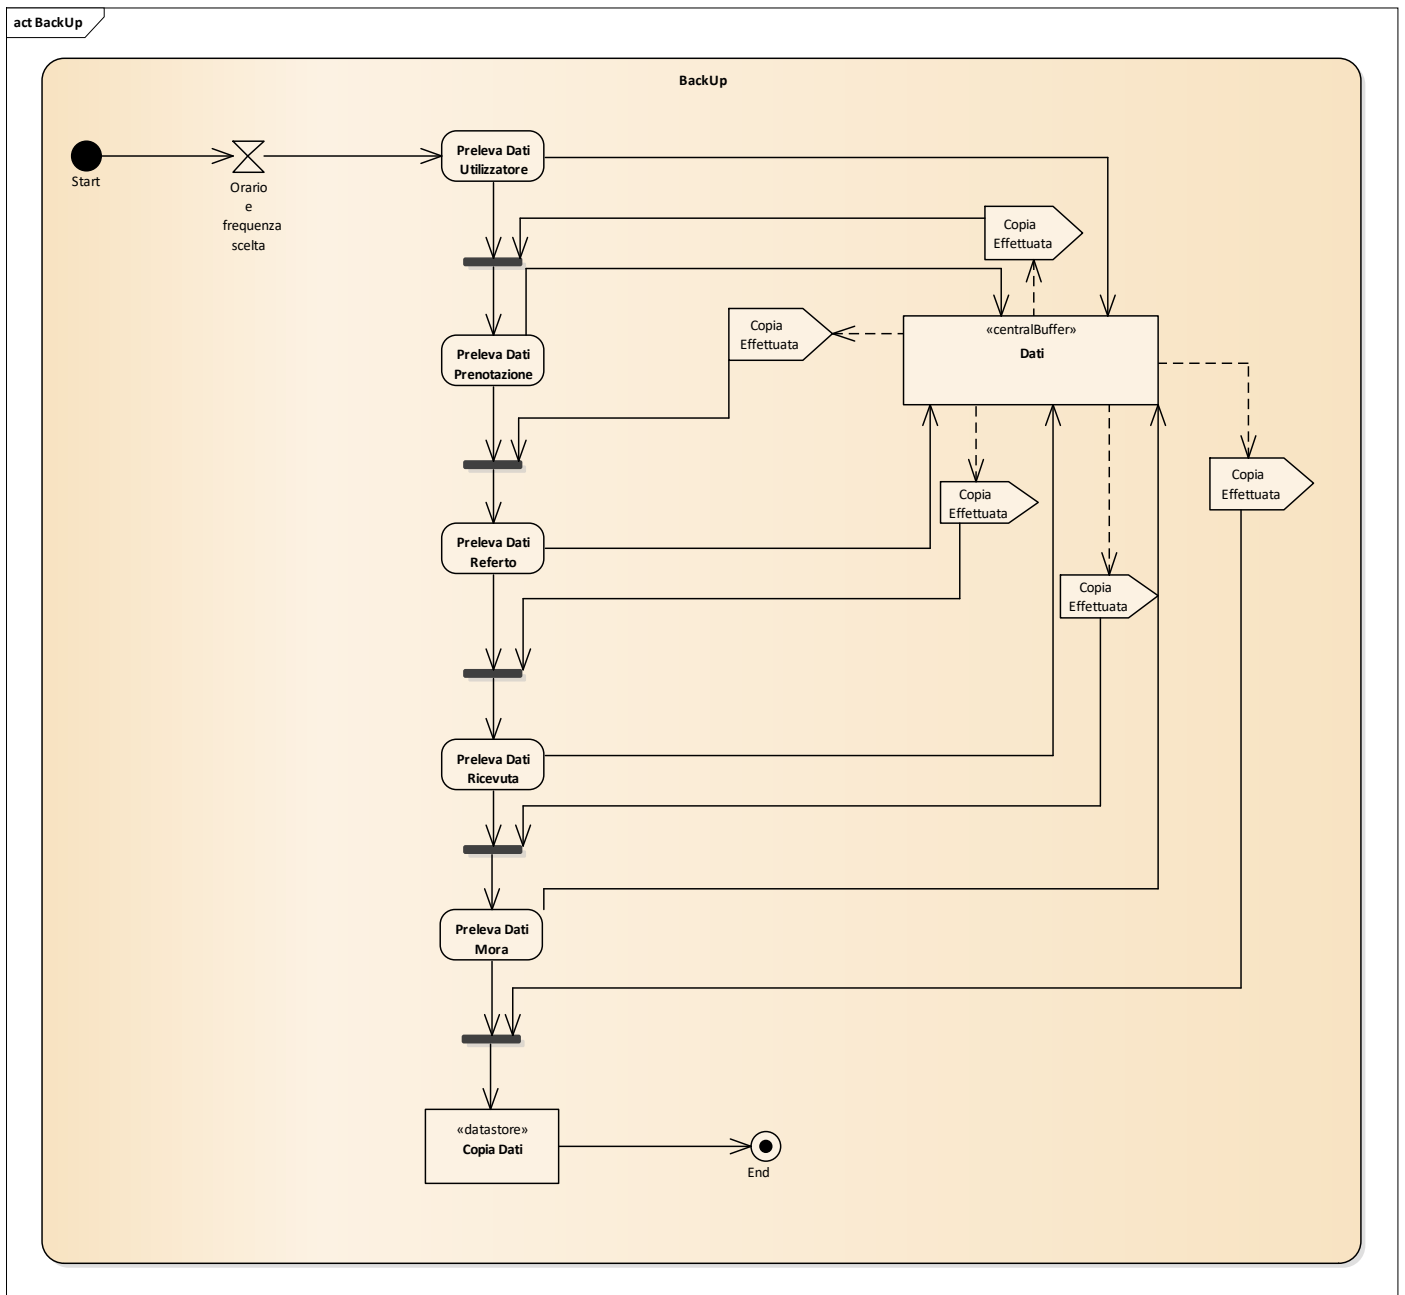 act BackUp
BackUp
Start
Orario
e
frequenza
scelta
Preleva Dati
Utilizzatore
Copia
Effettuata
Copia
Effettuata
«centralBuffer»
Dati
Preleva Dati
Prenotazione
Copia
Effettuata
Copia
Effettuata
Preleva Dati
Referto
Copia
Effettuata
Preleva Dati
Ricevuta
Preleva Dati
Mora
«datastore»
Copia Dati
End